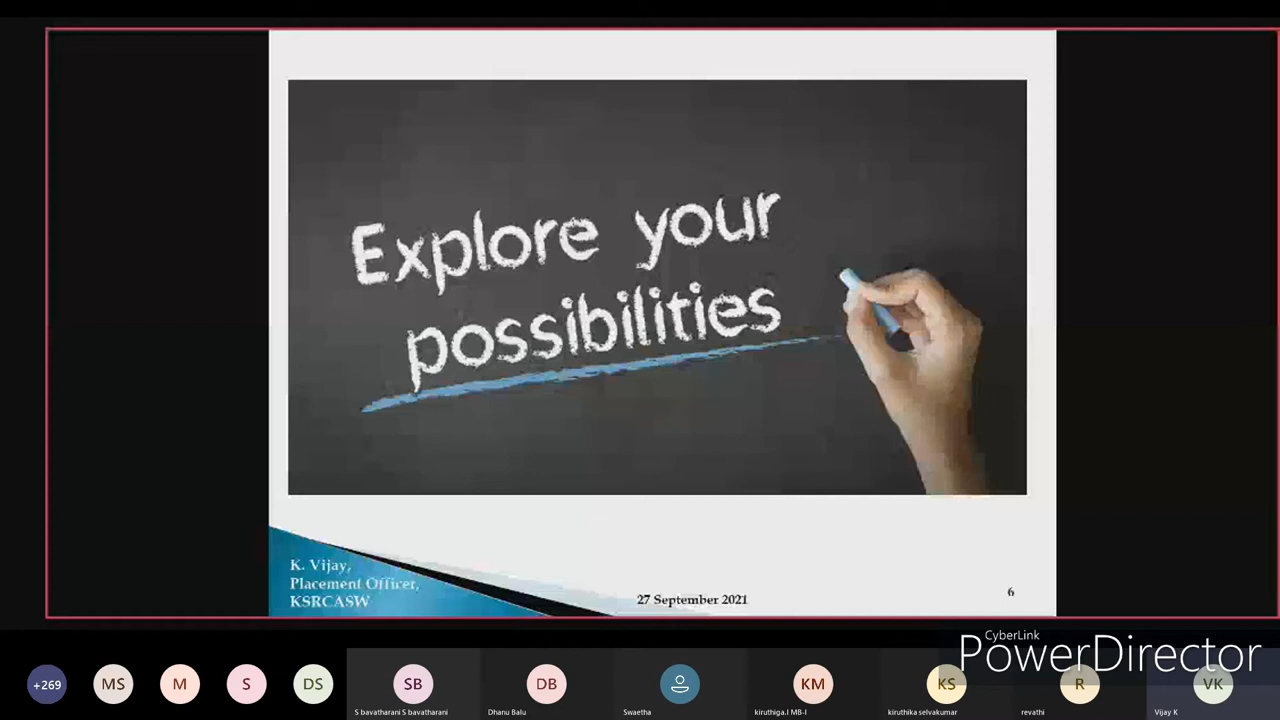 Explore your
possibilities
K. Vijay,
Placement Officer,
KSRCASW
27 September 2021
6
CyberLink
PowerDirector
+269
MS
M
S
DS
SB
DB
KM
KS
R
VK
S bavatharani S bavatharani
Dhanu Balu
Swaetha
kiruthiga.I MB-I
kiruthika selvakumar
revathi
Vijay K